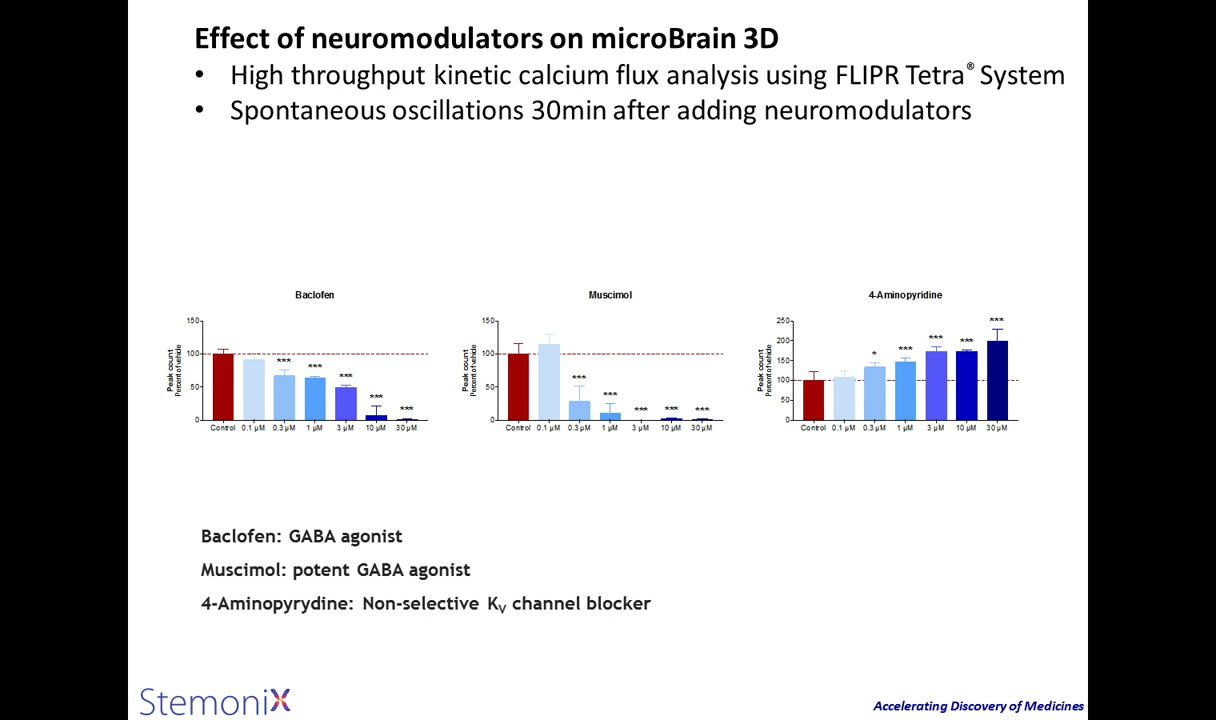 Effect of neuromodulators on microBrain 3D
• High throughput kinetic calcium flux analysis using FLIPR Tetra® System
• Spontaneous oscillations 30min after adding neuromodulators
Baclofen
Peak count
Percent of vehicle
150
100
50
0
***
***
***
***
***
Control 0.1 µM 0.3 µM 1 µM 3 µM 10 µM 30 µM
Muscimol
Peak count
Percent of vehicle
150
100
50
0
***
***
***
***
***
Control 0.1 µM 0.3 µM 1 µM 3 µM 10 µM 30 µM
4-Aminopyridine
Peak count
Percent of vehicle
250
200
150
100
50
0
*
***
***
***
***
Control 0.1 µM 0.3 µM 1 µM 3 µM 10 µM 30 µM
Baclofen: GABA agonist
Muscimol: potent GABA agonist
4-Aminopyrydine: Non-selective KV channel blocker
StemoniX
Accelerating Discovery of Medicines